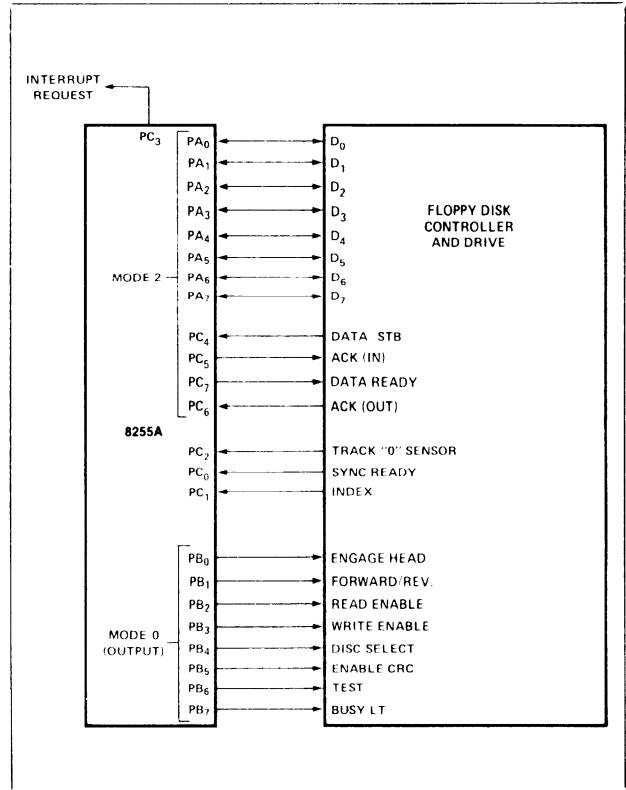 INTERRUPT
REQUEST
PC3 PA0 D0
PA1 D1
PA2 D2
PA3 D3
FLOPPY DISK
CONTROLLER
AND DRIVE
PA4 D4
PA5 D5
MODE 2 PA6 D6
PA7 D7
PC4 DATA STB
PC5 ACK (IN)
PC7 DATA READY
PC6 ACK (OUT)
8255A
PC2 TRACK "0" SENSOR
PC0 SYNC READY
PC1 INDEX
PB0 ENGAGE HEAD
PB1 FORWARD/REV.
PB2 READ ENABLE
PB3 WRITE ENABLE
MODE 0
(OUTPUT)
PB4 DISC SELECT
PB5 ENABLE CRC
PB6 TEST
PB7 BUSY LT